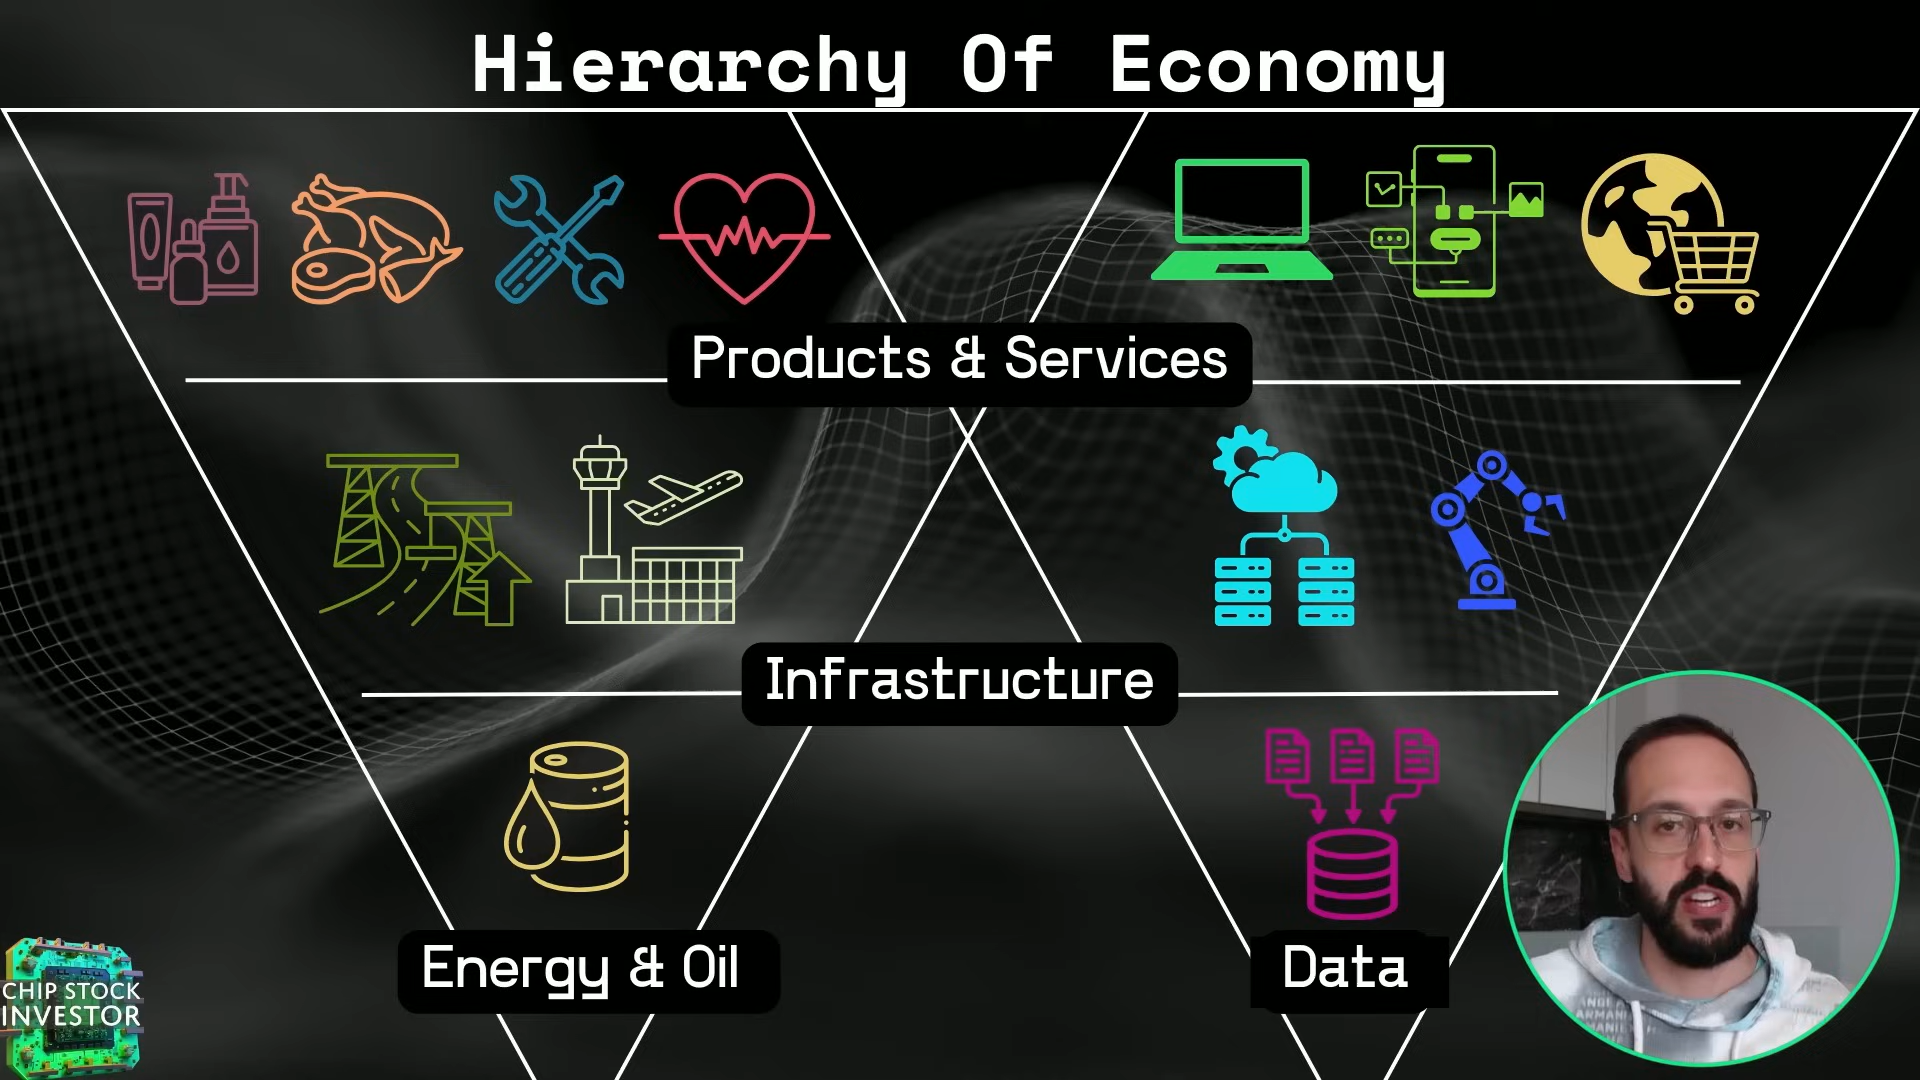 Hierarchy Of Economy
Products & Services
Infrastructure
Energy & Oil
Data
CHIP STOCK
INVESTOR